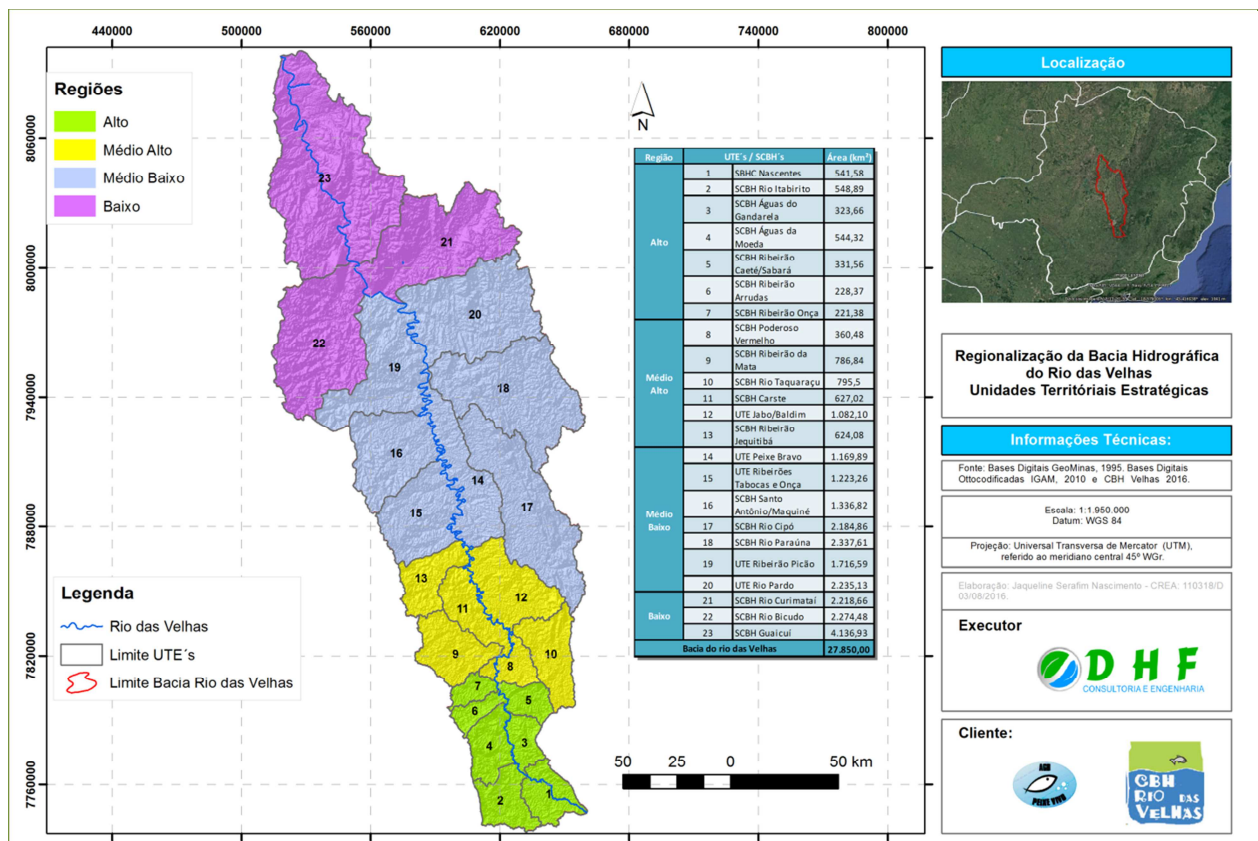 440000 500000 560000 620000 680000 740000 800000
8060000
8000000
7940000
7880000
7820000
7760000
Regiões
Alto
Médio Alto
Médio Baixo
Baixo
N
23
21
22
20
19
18
16
14
15
17
13
12
11
10
9
8
7
5
6
4
3
2
1
Legenda
Rio das Velhas
Limite UTE´s
Limite Bacia Rio das Velhas
Região UTE´s / SCBH´s Área (km²)
Alto
1 SBHC Nascentes 541,58
2 SCBH Rio Itabirito 548,89
3 SCBH Águas do
Gandarela 323,66
4 SCBH Águas da
Moeda 544,32
5 SCBH Ribeirão
Caeté/Sabará 331,56
6 SCBH Ribeirão
Arrudas 228,37
7 SCBH Ribeirão Onça 221,38
Médio
Alto
8 SCBH Poderoso
Vermelho 360,48
9 SCBH Ribeirão da
Mata 786,84
10 SCBH Rio Taquaraçu 795,5
11 SCBH Carste 627,02
12 UTE Jabo/Baldim 1.082,10
13 SCBH Ribeirão
Jequitibá 624,08
Médio
Baixo
14 UTE Peixe Bravo 1.169,89
15 UTE Ribeirões
Tabocas e Onça 1.223,26
16 SCBH Santo
Antônio/Maquiné 1.336,82
17 SCBH Rio Cipó 2.184,86
18 SCBH Rio Paraúna 2.337,61
19 UTE Ribeirão Picão 1.716,59
20 UTE Rio Pardo 2.235,13
Baixo
21 SCBH Rio Curimataí 2.218,66
22 SCBH Rio Bicudo 2.274,48
23 SCBH Guaicuí 4.136,93
Bacia do rio das Velhas 27.850,00
50 25 0 50 km
Localização
Regionalização da Bacia Hidrográfica
do Rio das Velhas
Unidades Territóriais Estratégicas
Informações Técnicas:
Fonte: Bases Digitais GeoMinas, 1995. Bases Digitais
Ottocodificadas IGAM, 2010 e CBH Velhas 2016.
Escala: 1:1.950.000
Datum: WGS 84
Projeção: Universal Transversa de Mercator (UTM),
referido ao meridiano central 45º WGr.
Elaboração: Jaqueline Serafim Nascimento - CREA: 110318/D
03/08/2016.
Executor
DHF
CONSULTORIA E ENGENHARIA
Cliente:
AGB
PEIXE VIVO
CBH
RIO DAS
VELHAS